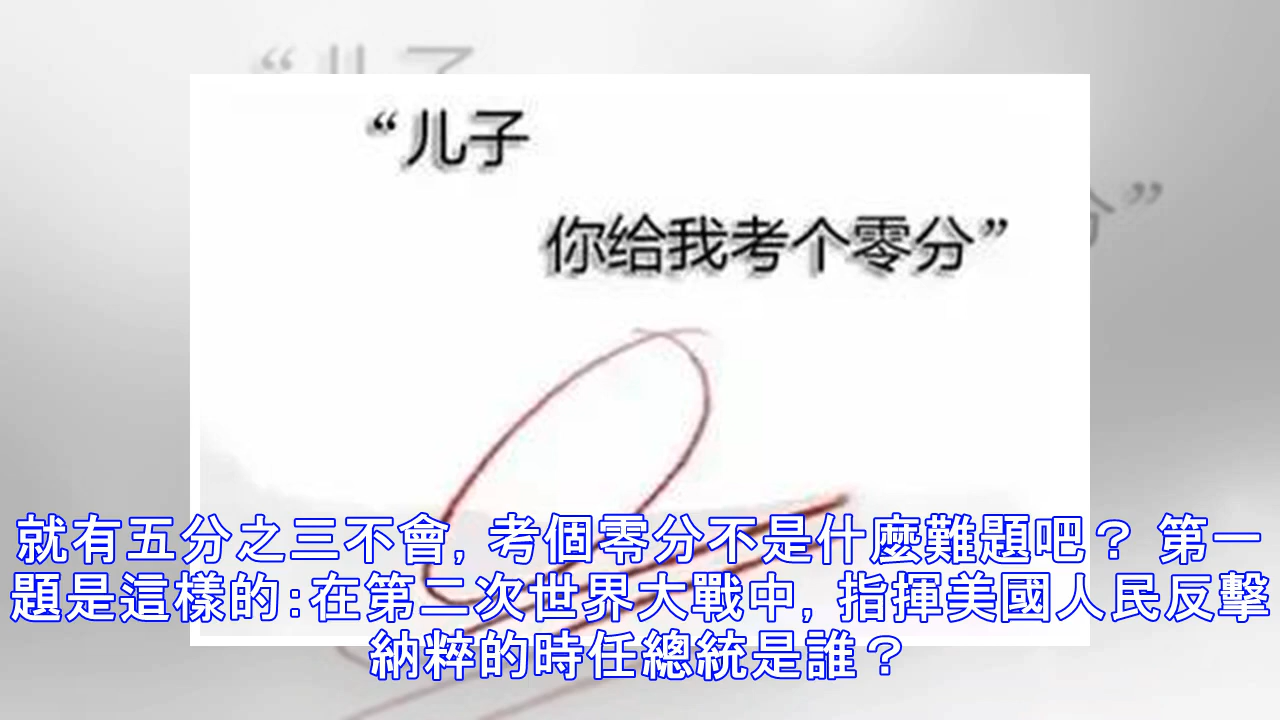 “儿子
“儿子
你给我考个零分”
分”
就有五分之三不會,考個零分不是什麼難題吧？ 第一
題是這樣的:在第二次世界大戰中,指揮美國人民反擊
納粹的時任總統是誰？